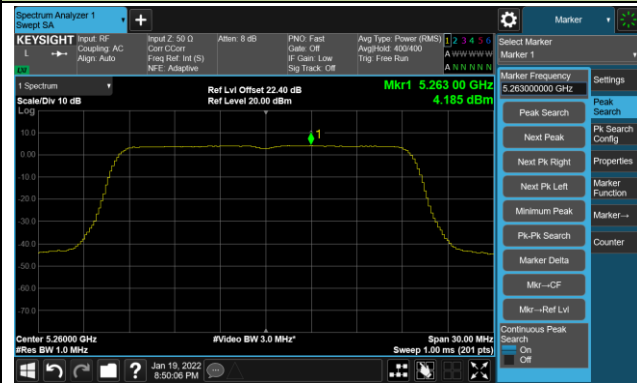 Spectrum Analyzer 1
Swept SA
Marker
KEYSIGHT
L
Input: RF
Coupling: AC
Align: Auto
Input Z: 50 Ω
Corr CCorr
Freq Ref: Int (S)
NFE: Adaptive
Atten: 8 dB
PNO: Fast
Gate: Off
IF Gain: Low
Sig Track: Off
Avg Type: Power (RMS)
Avg|Hold: 400/400
Trig: Free Run
1 2 3 4 5 6
A W W W W W
A N N N N N
Select Marker
Marker 1
1 Spectrum
Scale/Div 10 dB
Log
Ref Lvl Offset 22.40 dB
Ref Level 20.00 dBm
Mkr1 5.263 00 GHz
4.185 dBm
1
10.0
0.00
-10.0
-20.0
-30.0
-40.0
-50.0
-60.0
-70.0
Center 5.26000 GHz
#Res BW 1.0 MHz
#Video BW 3.0 MHz*
Span 30.00 MHz
Sweep 1.00 ms (201 pts)
Marker Frequency
5.263000000 GHz
Peak Search
Next Peak
Next Pk Right
Next Pk Left
Minimum Peak
Pk-Pk Search
Marker Delta
Mkr→CF
Mkr→Ref Lvl
Continuous Peak
Search
On
Off
Settings
Peak
Search
Pk Search
Config
Properties
Marker
Function
Marker→
Counter
?
Jan 19, 2022
8:50:06 PM